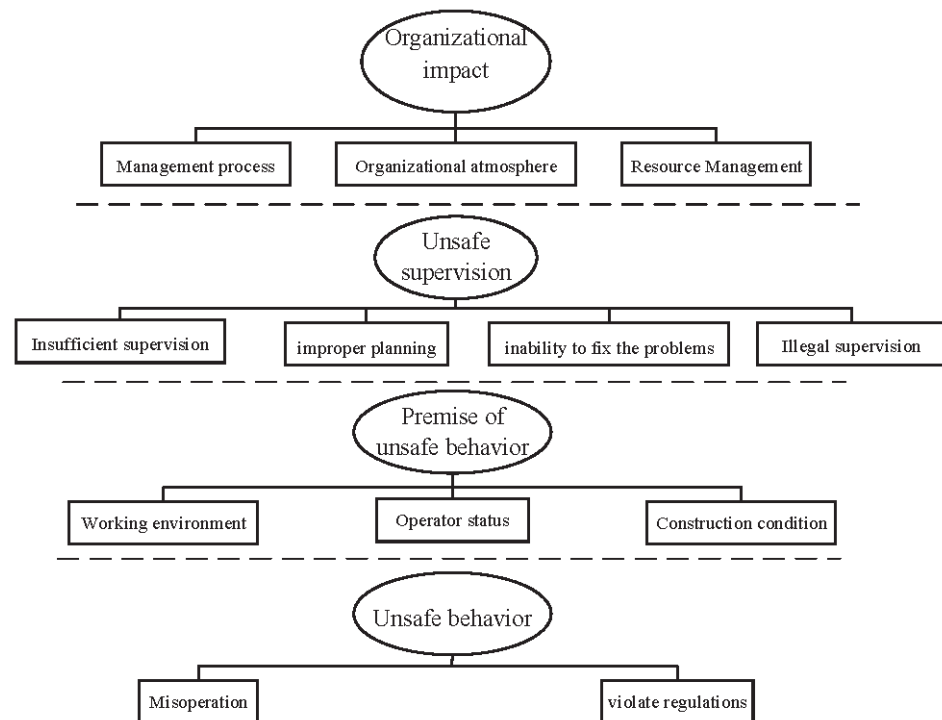 Organizational
impact
Management process
Organizational atmosphere
Resource Management
Unsafe
supervision
Insufficient supervision
improper planning
inability to fix the problems
Illegal supervision
Premise of
unsafe behavior
Working environment
Operator status
Construction condition
Unsafe behavior
Misoperation
violate regulations